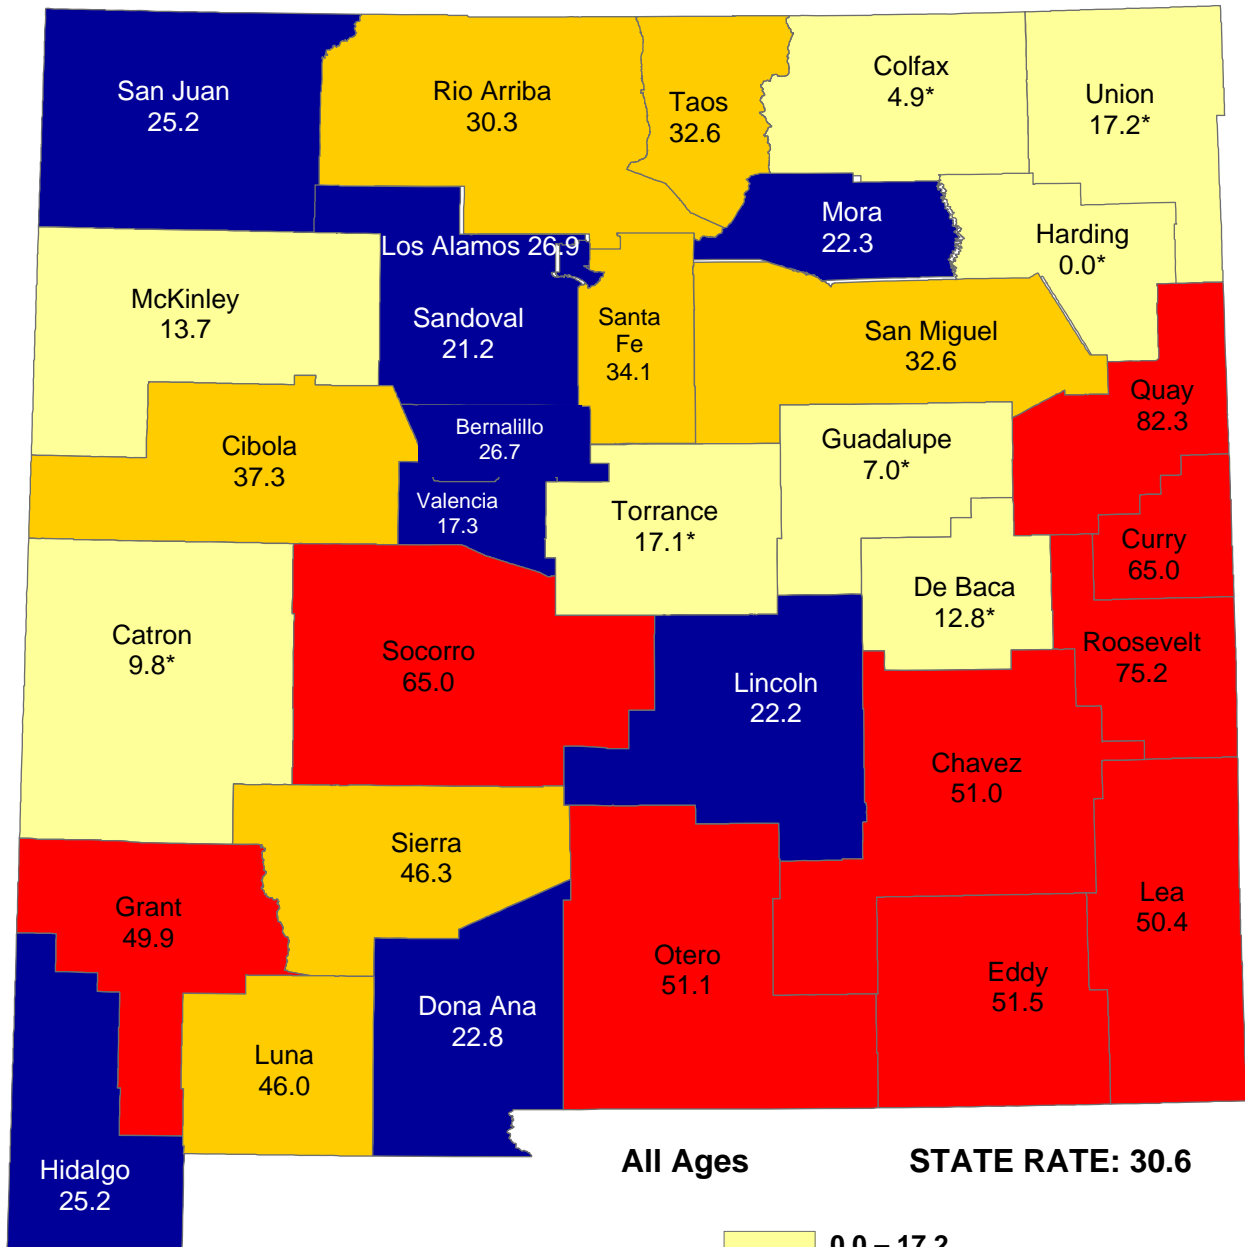 San Juan
25.2
Rio Arriba
30.3
Taos
32.6
Colfax
4.9*
Union
17.2*
Mora
22.3
Harding
0.0*
Los Alamos 26.9
McKinley
13.7
Sandoval
21.2
Santa
Fe
34.1
San Miguel
32.6
Quay
82.3
Cibola
37.3
Bernalillo
26.7
Guadalupe
7.0*
Valencia
17.3
Torrance
17.1*
Curry
65.0
De Baca
12.8*
Catron
9.8*
Socorro
65.0
Roosevelt
75.2
Lincoln
22.2
Chavez
51.0
Sierra
46.3
Lea
50.4
Grant
49.9
Otero
51.1
Eddy
51.5
Dona Ana
22.8
Luna
46.0
Hidalgo
25.2
All Ages
STATE RATE: 30.6
0.0 – 17.2